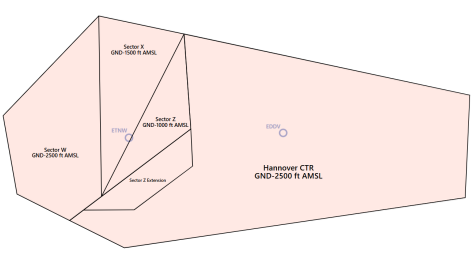 Sector X
GND-1500 ft AMSL
Sector Z
GND-1000 ft AMSL
ETNW
EDDV
Sector W
GND-2500 ft AMSL
Hannover CTR
GND-2500 ft AMSL
Sector Z Extension